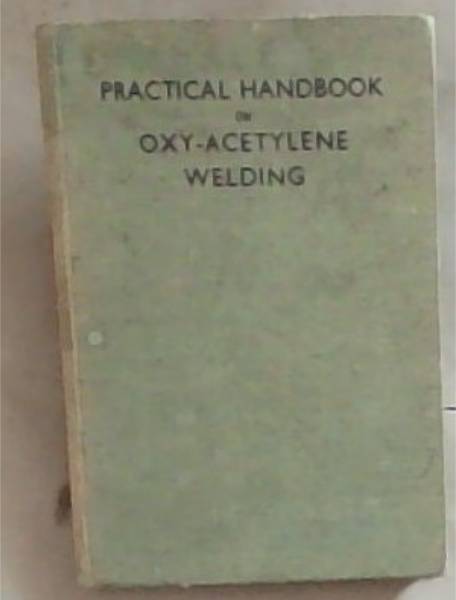 PRACTICAL HANDBOOK
ON
OXY-ACETYLENE
WELDING